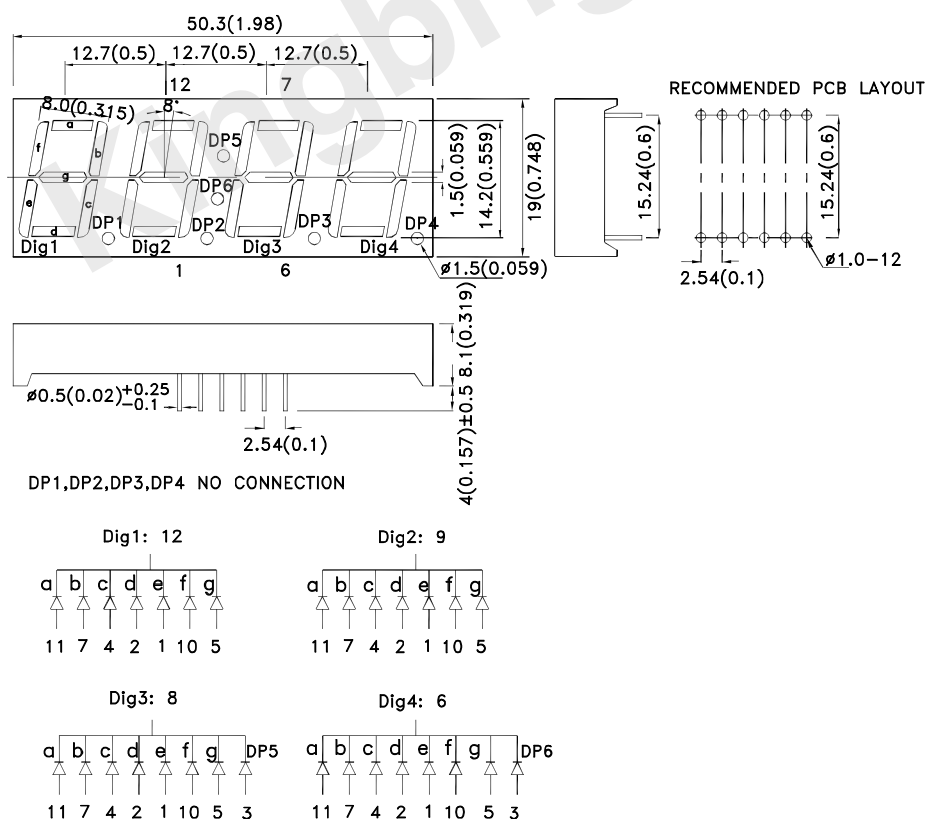 Kingbrig
50.3(1.98)
12.7(0.5) 12.7(0.5) 12.7(0.5)
12 7
8.0(0.315) 8°
a
f b
g
e c
d
DP5
DP6
DP1 DP2 DP3 DP4
Dig1 Dig2 Dig3 Dig4
1 6
1.5(0.059)
14.2(0.559)
19(0.748)
ø1.5(0.059)
15.24(0.6)
RECOMMENDED PCB LAYOUT
15.24(0.6)
2.54(0.1)
ø1.0-12
8.1(0.319)
4(0.157)±0.5
ø0.5(0.02)+0.25
-0.1
2.54(0.1)
DP1,DP2,DP3,DP4 NO CONNECTION
Dig1: 12
a b c d e f g
11 7 4 2 1 10 5
Dig2: 9
a b c d e f g
11 7 4 2 1 10 5
Dig3: 8
a b c d e f g DP5
11 7 4 2 1 10 5 3
Dig4: 6
a b c d e f g DP6
11 7 4 2 1 10 5 3